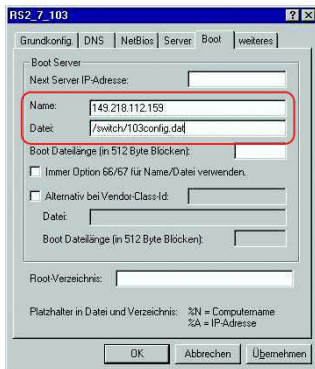 RS2_7_103
Grundkonfig. DNS NetBios Server Boot weiteres
Boot Server
Next Server IP-Adresse:
Name: 149.218.112.159
Datei: /switch/103config.dat
Boot Dateilänge (in 512 Byte Blöcken):
Immer Option 66/67 für Name/Datei verwenden.
Alternativ bei Vendor-Class-Id:
Datei:
Boot Dateilänge (in 512 Byte Blöcken):
Root-Verzeichnis:
Platzhalter in Datei und Verzeichnis: %N = Computername
%A = IP-Adresse
OK Abbrechen Übernehmen